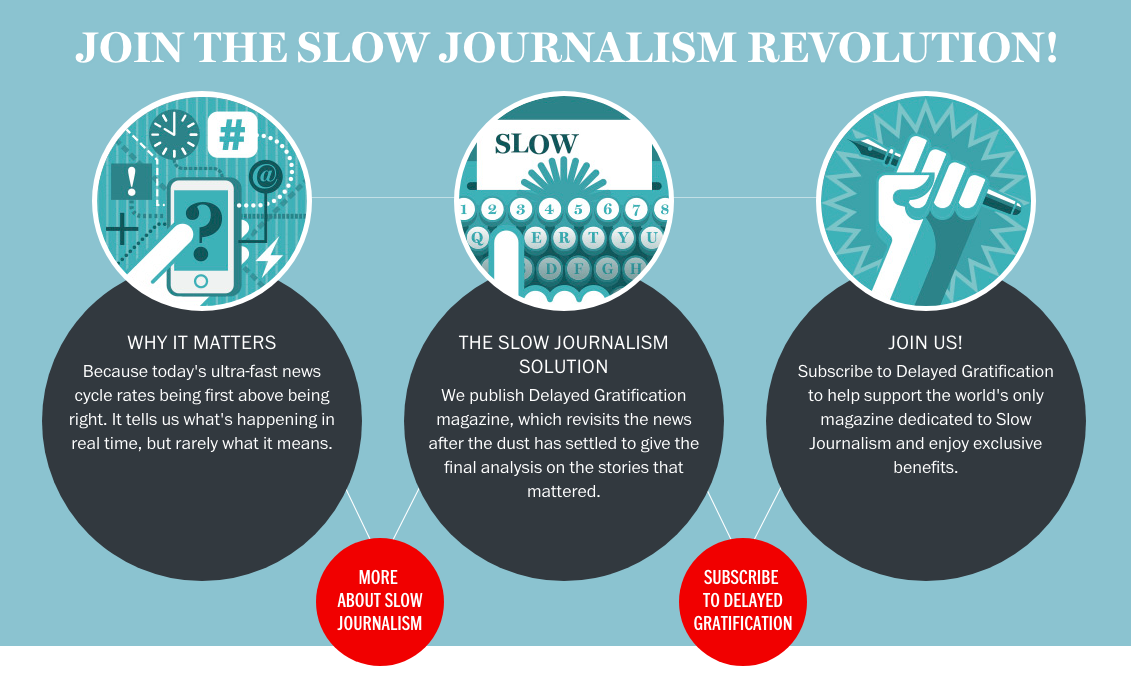 JOIN THE SLOW JOURNALISM REVOLUTION!
#
!
@
?
SLOW
1 2 3 4 5 6 7 8
Q E R T Y U
D F G H
WHY IT MATTERS
Because today's ultra-fast news
cycle rates being first above being
right. It tells us what's happening in
real time, but rarely what it means.
THE SLOW JOURNALISM
SOLUTION
We publish Delayed Gratification
magazine, which revisits the news
after the dust has settled to give the
final analysis on the stories that
mattered.
JOIN US!
Subscribe to Delayed Gratification
to help support the world's only
magazine dedicated to Slow
Journalism and enjoy exclusive
benefits.
MORE
ABOUT SLOW
JOURNALISM
SUBSCRIBE
TO DELAYED
GRATIFICATION